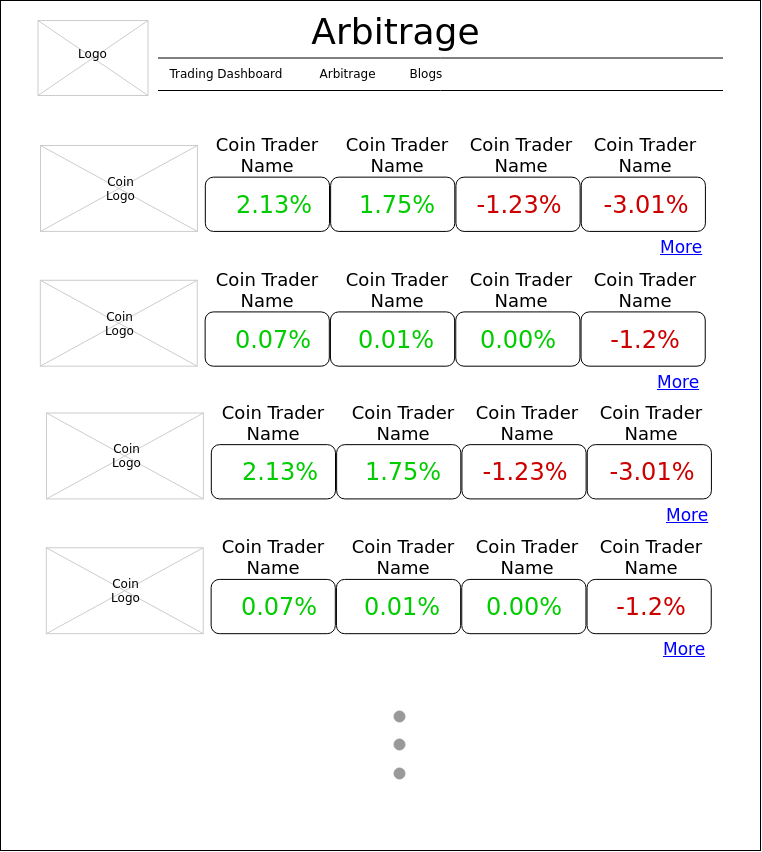 Arbitrage
Logo
Trading Dashboard Arbitrage Blogs
Coin Trader Coin Trader Coin Trader Coin Trader
Name Name Name Name
Coin
Logo
2.13% 1.75% -1.23% -3.01%
More
Coin Trader Coin Trader Coin Trader Coin Trader
Name Name Name Name
Coin
Logo
0.07% 0.01% 0.00% -1.2%
More
Coin Trader Coin Trader Coin Trader Coin Trader
Name Name Name Name
Coin
Logo
2.13% 1.75% -1.23% -3.01%
More
Coin Trader Coin Trader Coin Trader Coin Trader
Name Name Name Name
Coin
Logo
0.07% 0.01% 0.00% -1.2%
More